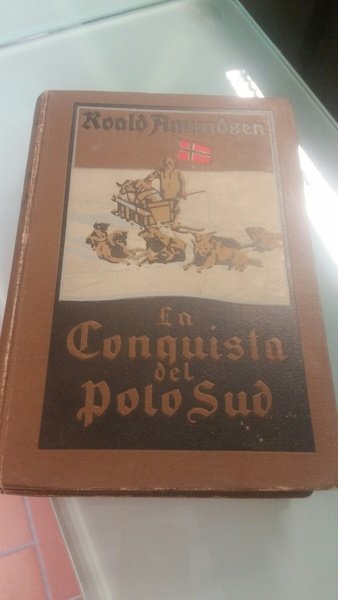 Roald Amundsen
La
Conquista
del
Polo Sud